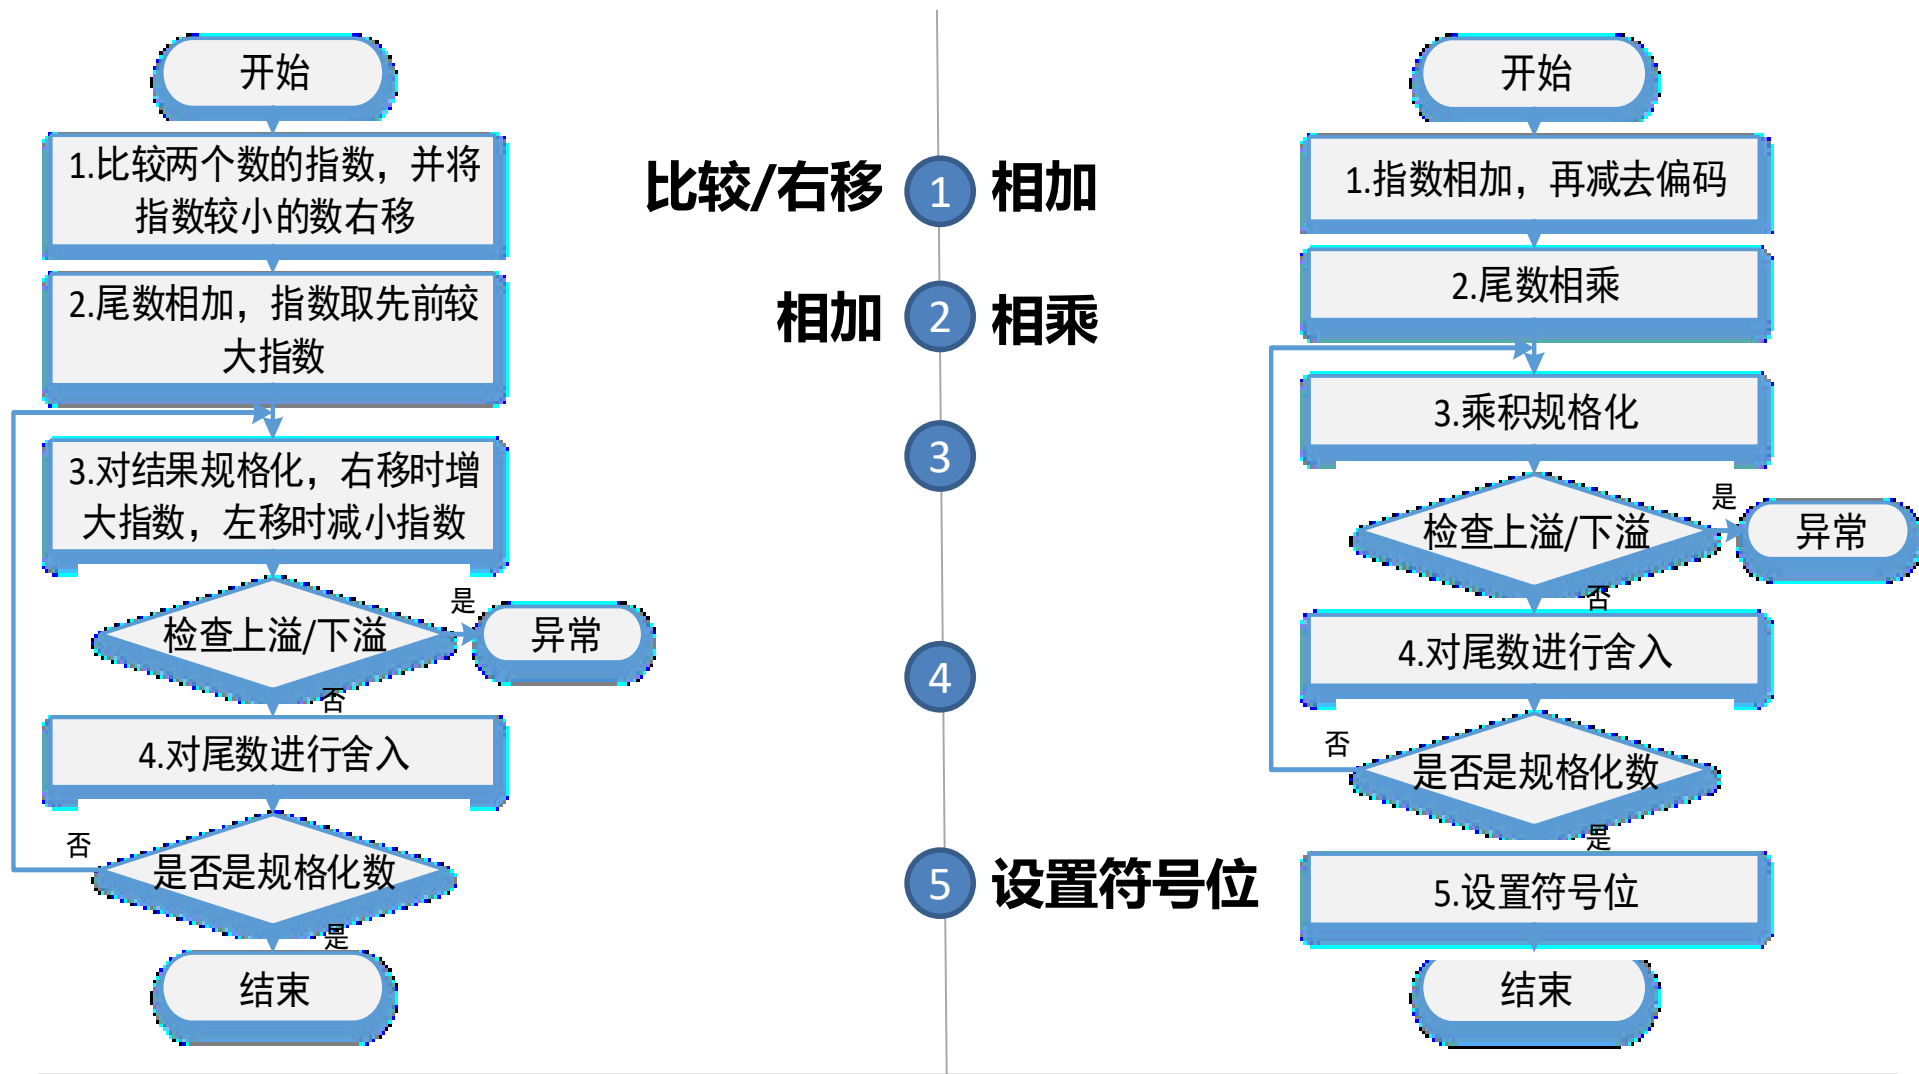 开始
1.比较两个数的指数，并将
指数较小的数右移
2.尾数相加，指数取先前较
大指数
3.对结果规格化，右移时增
大指数，左移时减小指数
检查上溢/下溢
是
异常
否
4.对尾数进行舍入
是否是规格化数
否
是
结束
比较/右移
1
相加
相加
2
相乘
3
4
5
设置符号位
开始
1.指数相加，再减去偏码
2.尾数相乘
3.乘积规格化
检查上溢/下溢
是
异常
否
4.对尾数进行舍入
否
是否是规格化数
是
5.设置符号位
结束